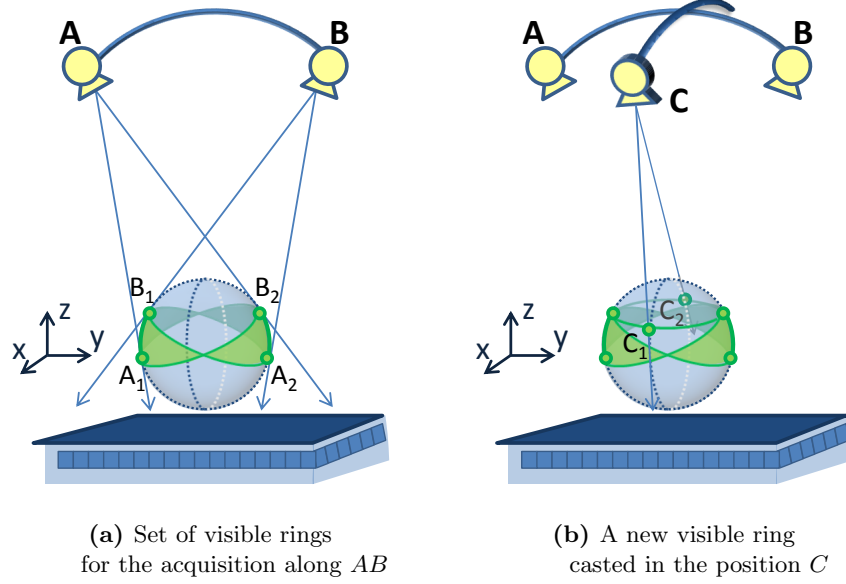 A
B
B₁
B₂
A₁
A₂
z
y
x
(a) Set of visible rings
for the acquisition along AB
A
B
C
C₂
C₁
z
y
x
(b) A new visible ring
casted in the position C